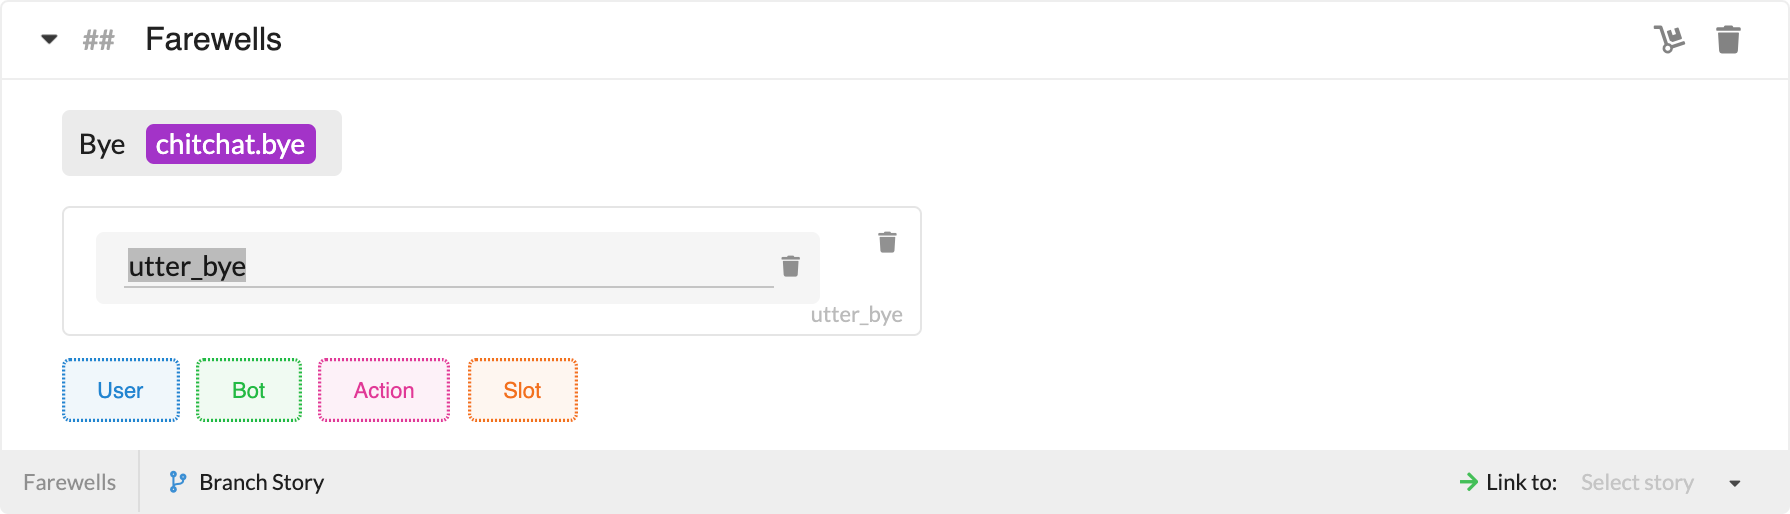 ## Farewells
Bye chitchat.bye
utter_bye
utter_bye
User Bot Action Slot
Farewells Branch Story Link to: Select story